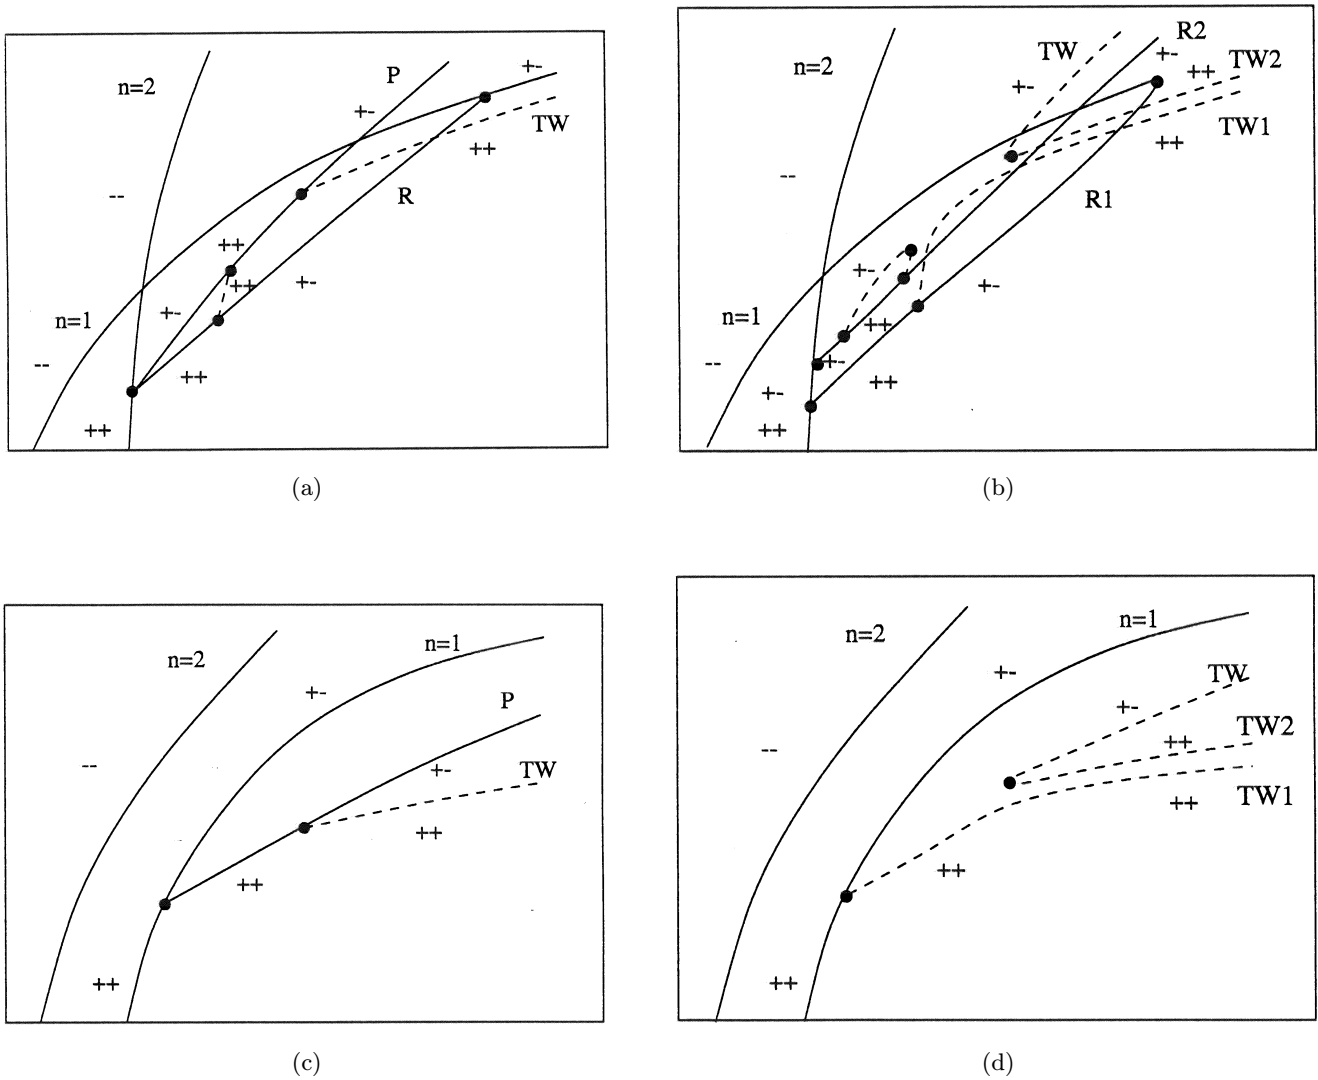 n=2
P
+-
+-
TW
++
--
R
++
++
+-
+-
n=1
--
++
++
(a)
n=2
TW
R2
+-
TW2
++
+-
TW1
++
--
R1
+-
+-
n=1
++
--
+-
++
+-
++
(b)
n=2
n=1
+-
P
--
+-
TW
++
++
++
(c)
n=2
n=1
+-
TW
+-
TW2
++
--
TW1
++
++
++
(d)